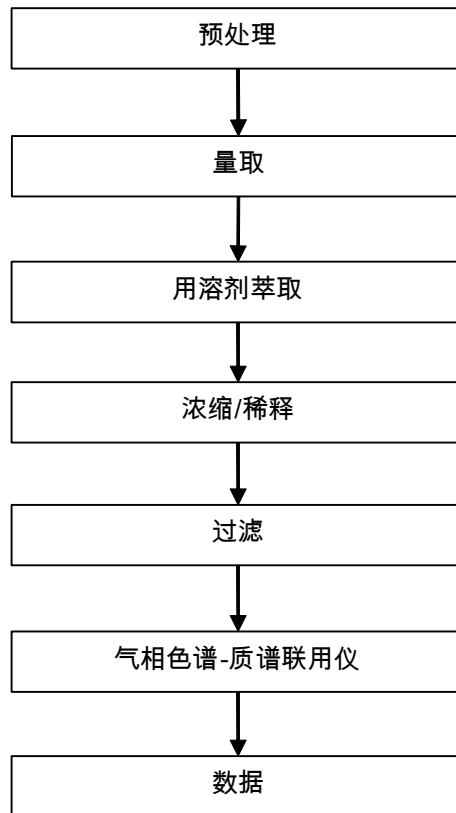 预处理
量取
用溶剂萃取
浓缩/稀释
过滤
气相色谱-质谱联用仪
数据